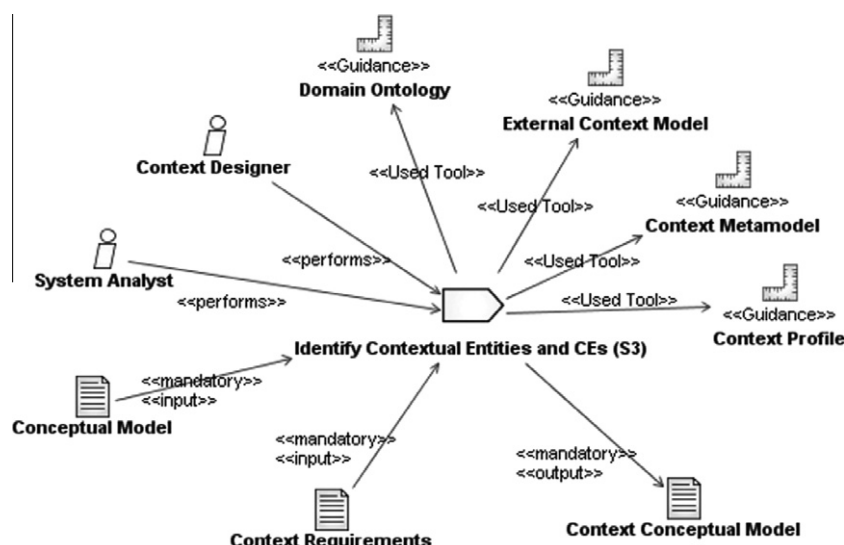 <<Guidance>>
Domain Ontology
<<Guidance>>
External Context Model
Context Designer
<<Used Tool>>
<<Used Tool>>
<<Guidance>>
Context Metamodel
System Analyst
<<performs>>
<<Used Tool>>
<<performs>>
<<Used Tool>>
<<Guidance>>
Context Profile
Identify Contextual Entities and CEs (S3)
<<mandatory>>
<<input>>
Conceptual Model
<<mandatory>>
<<input>>
Context Requirements
<<mandatory>>
<<output>>
Context Conceptual Model